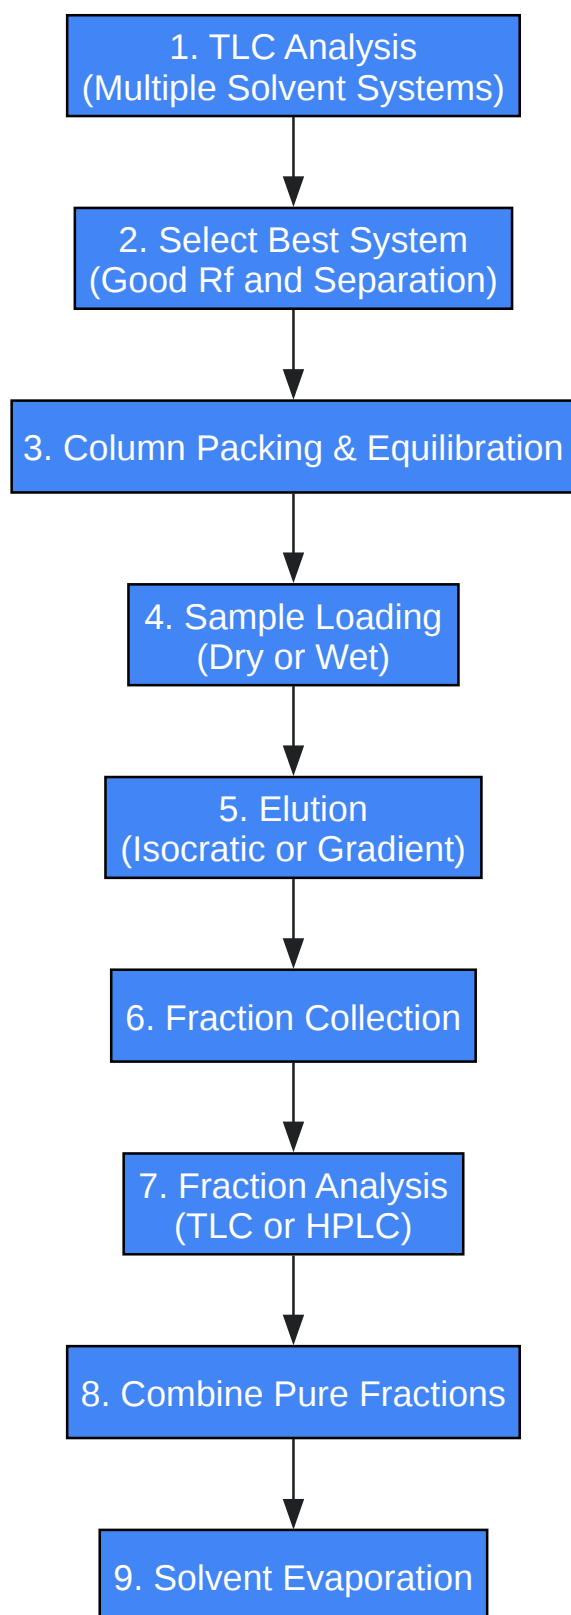 1. TLC Analysis
(Multiple Solvent Systems)
2. Select Best System
(Good Rf and Separation)
3. Column Packing & Equilibration
4. Sample Loading
(Dry or Wet)
5. Elution
(Isocratic or Gradient)
6. Fraction Collection
7. Fraction Analysis
(TLC or HPLC)
8. Combine Pure Fractions
9. Solvent Evaporation